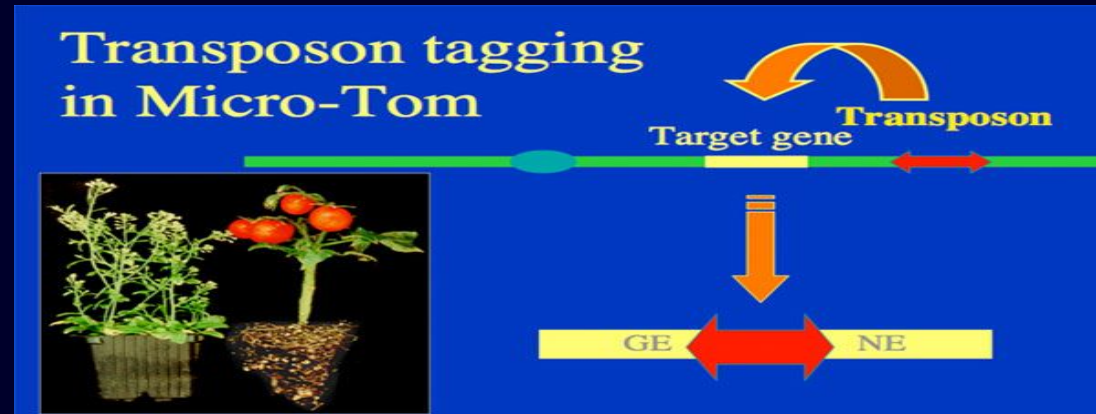 Transposon tagging
in Micro-Tom
Transposon
Target gene
GE NE